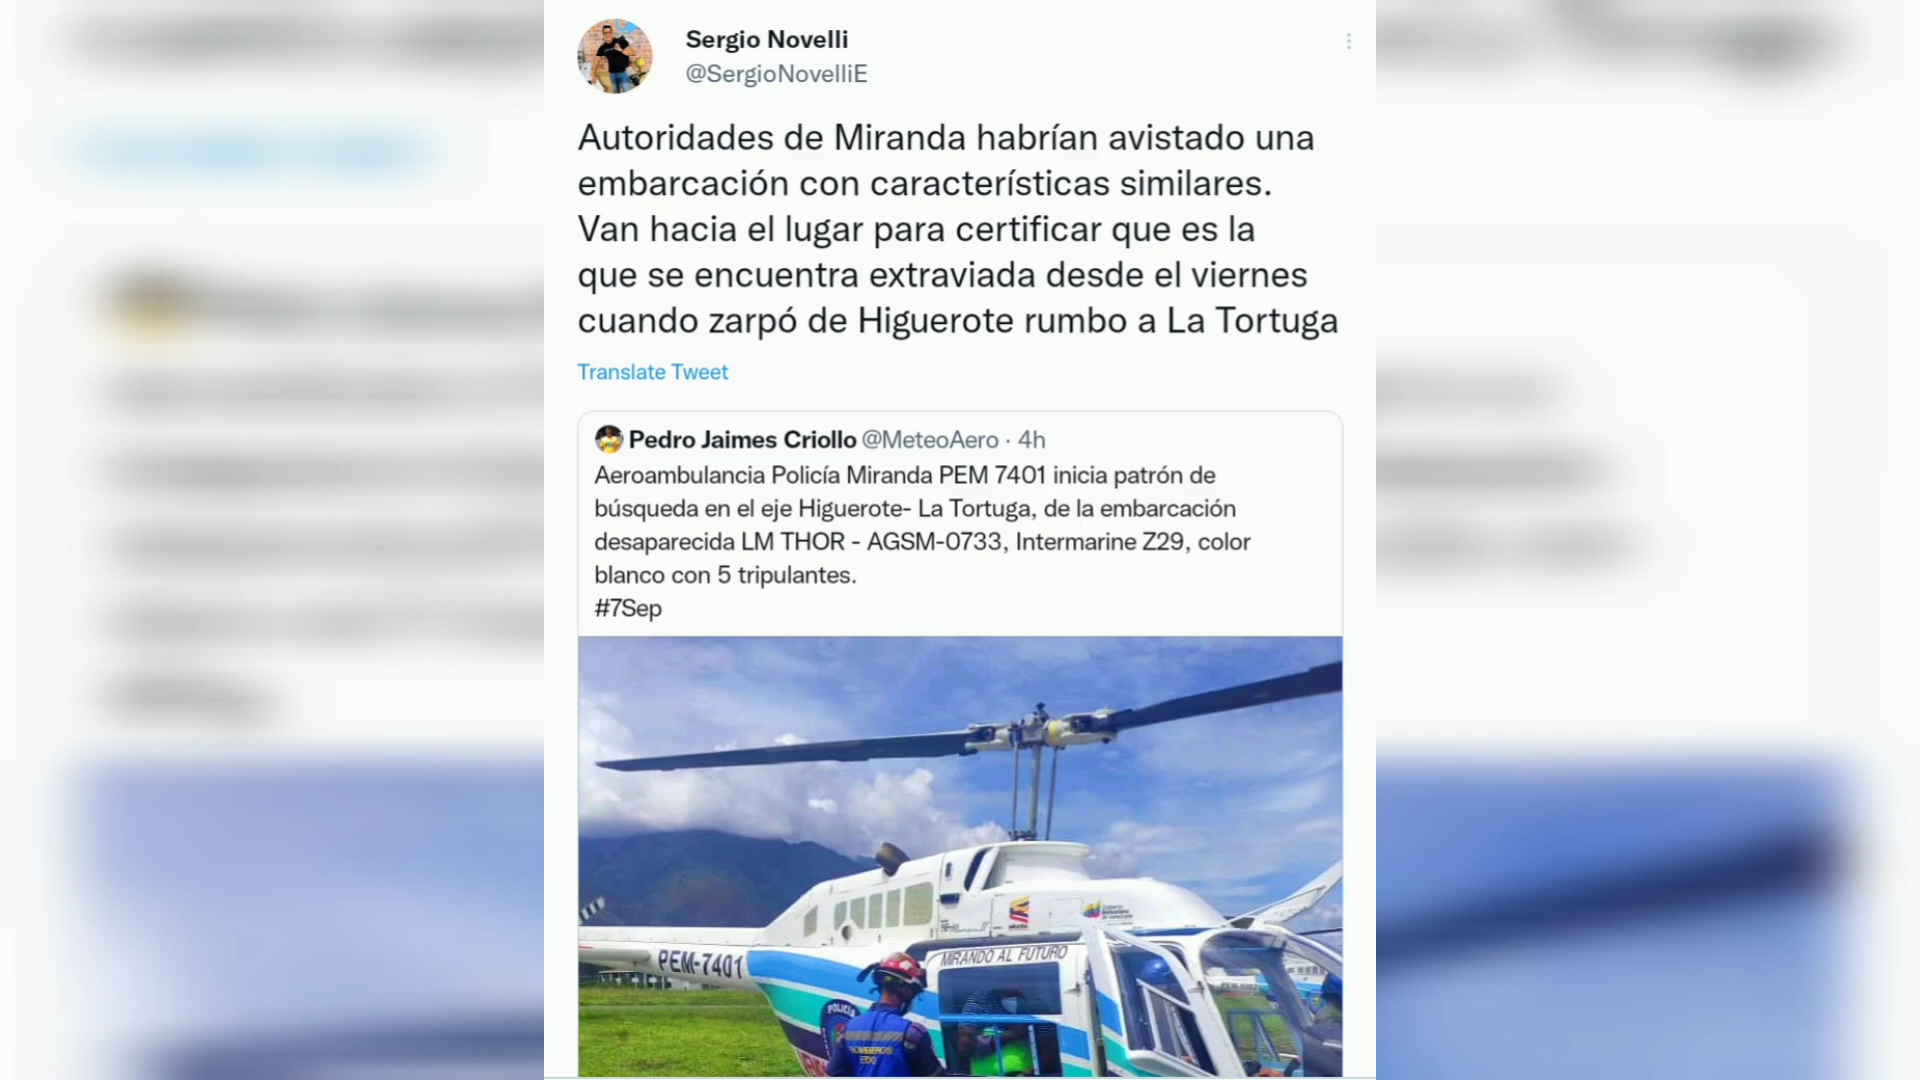 Sergio Novelli
@SergioNovelliE
Autoridades de Miranda habrían avistado una
embarcación con características similares.
Van hacia el lugar para certificar que es la
que se encuentra extraviada desde el viernes
cuando zarpó de Higuerote rumbo a La Tortuga
Translate Tweet
Pedro Jaimes Criollo @MeteoAero · 4h
Aeroambulancia Policía Miranda PEM 7401 inicia patrón de
búsqueda en el eje Higuerote- La Tortuga, de la embarcación
desaparecida LM THOR - AGSM-0733, Intermarine Z29, color
blanco con 5 tripulantes.
#7Sep
PEM-7401
MIRANDO AL FUTURO
POLICIA
BOMBEROS